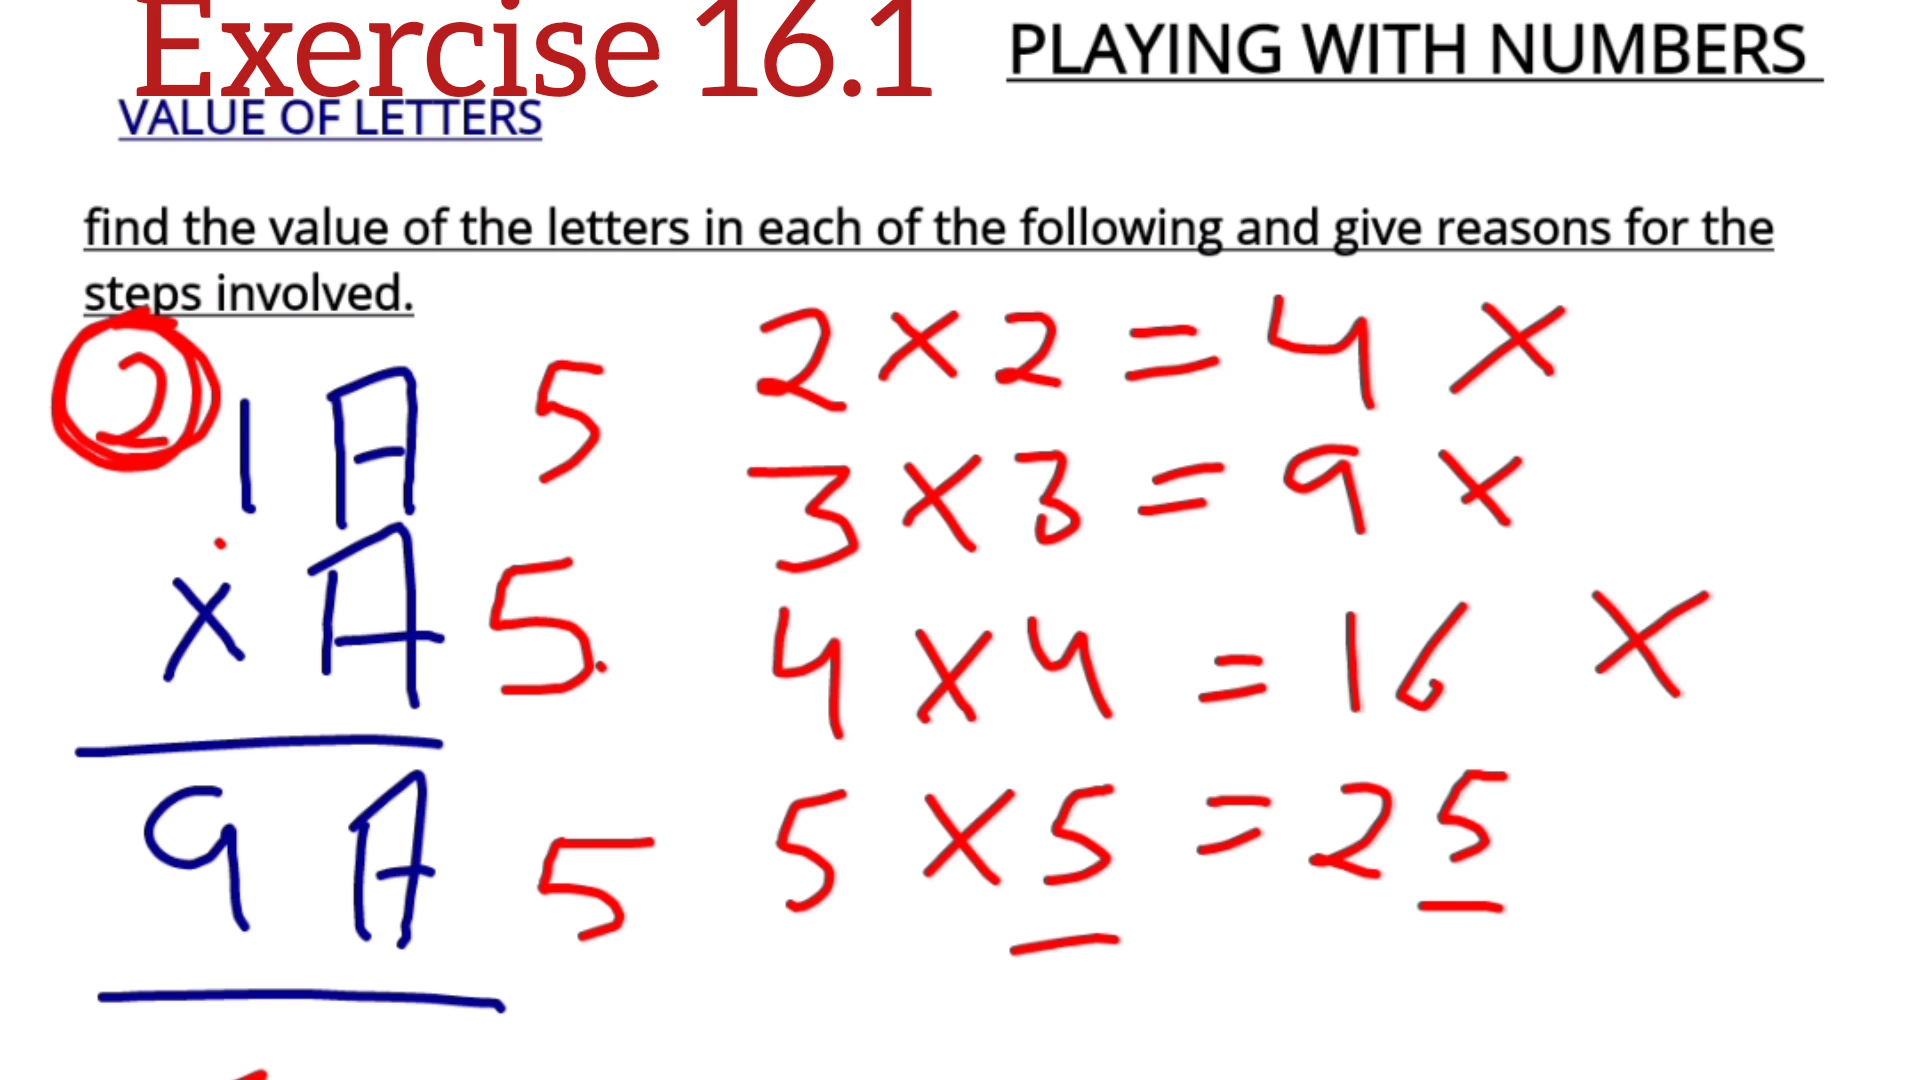 Exercise 16.1 PLAYING WITH NUMBERS
VALUE OF LETTERS
find the value of the letters in each of the following and give reasons for the
steps involved.
2
1 A 5
2 × 2 = 4 ×
3 × 3 = 9 ×
× A 5.
4 × 4 = 16 ×
9 A 5
5 × 5 = 25